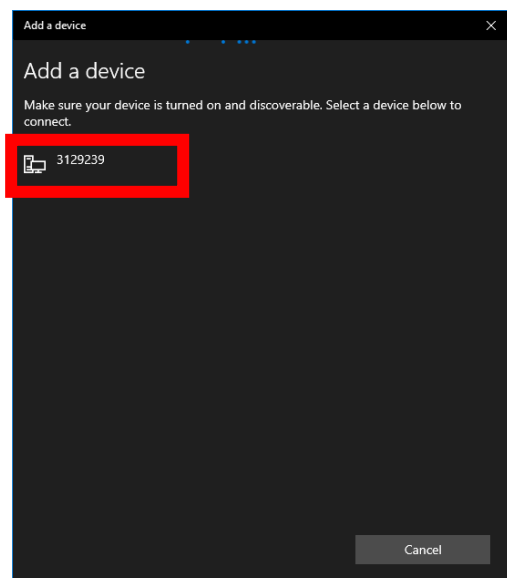 Add a device
Add a device
Make sure your device is turned on and discoverable. Select a device below to
connect.
3129239
Cancel